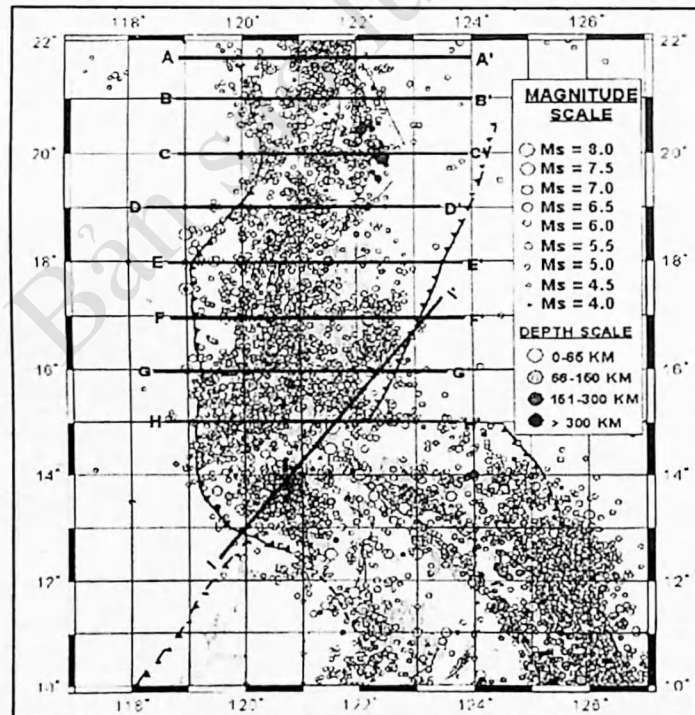 118° 120° 122° 124° 126°
22° 22°
A A'
B B'
20° C C' 20°
D D'
18° E E' 18°
F F' I'
16° G G' 16°
H
14° 14°
I
12° 12°
10° 10°
118° 120° 122° 124° 126°
MAGNITUDE
SCALE
Ms = 8.0
Ms = 7.5
Ms = 7.0
Ms = 6.5
Ms = 6.0
Ms = 5.5
Ms = 5.0
Ms = 4.5
Ms = 4.0
DEPTH SCALE
0-65 KM
66-150 KM
151-300 KM
> 300 KM
Bản s